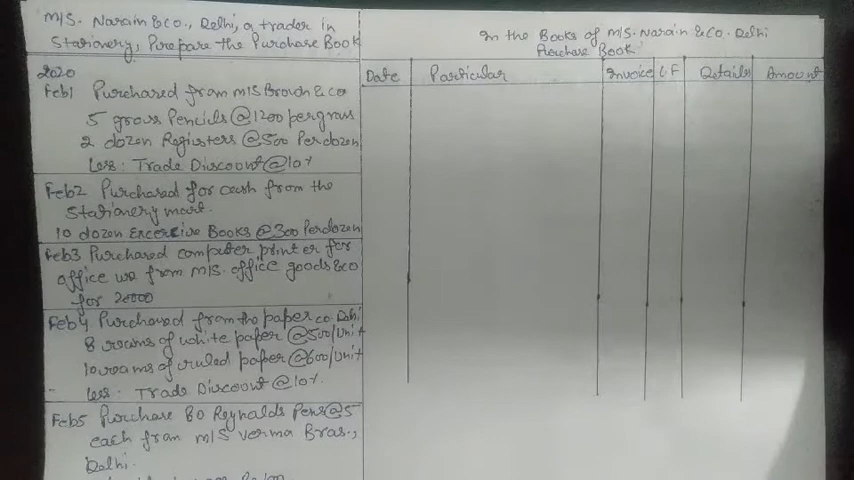 M/S. Narain & Co., Delhi, a trader in
Stationery, Prepare the Purchase Book
2020
Feb1 Purchased from M/S Brown & Co
5 gross Pencils @ 1200 per gross
2 dozen Registers @ 500 Per dozen
Less: Trade Discount @ 10%
Feb2 Purchased for cash from the
Stationery mart.
10 dozen Excercise Books @ 300 Per dozen
Feb3 Purchased computer printer for
office use from M/S. office goods & co
for 20000
Feb4 Purchased from the paper co. Delhi
8 reams of white paper @ 500/Unit
10 reams of ruled paper @ 600/Unit
Less: Trade Discount @ 10%.
Feb5 Purchase 80 Reynalds Pens @ 5
each from M/S Verma Bros.,
Delhi.
In the Books of M/S. Narain & Co. Delhi
Purchase Book
Date Particular Invoice L.F Details Amount